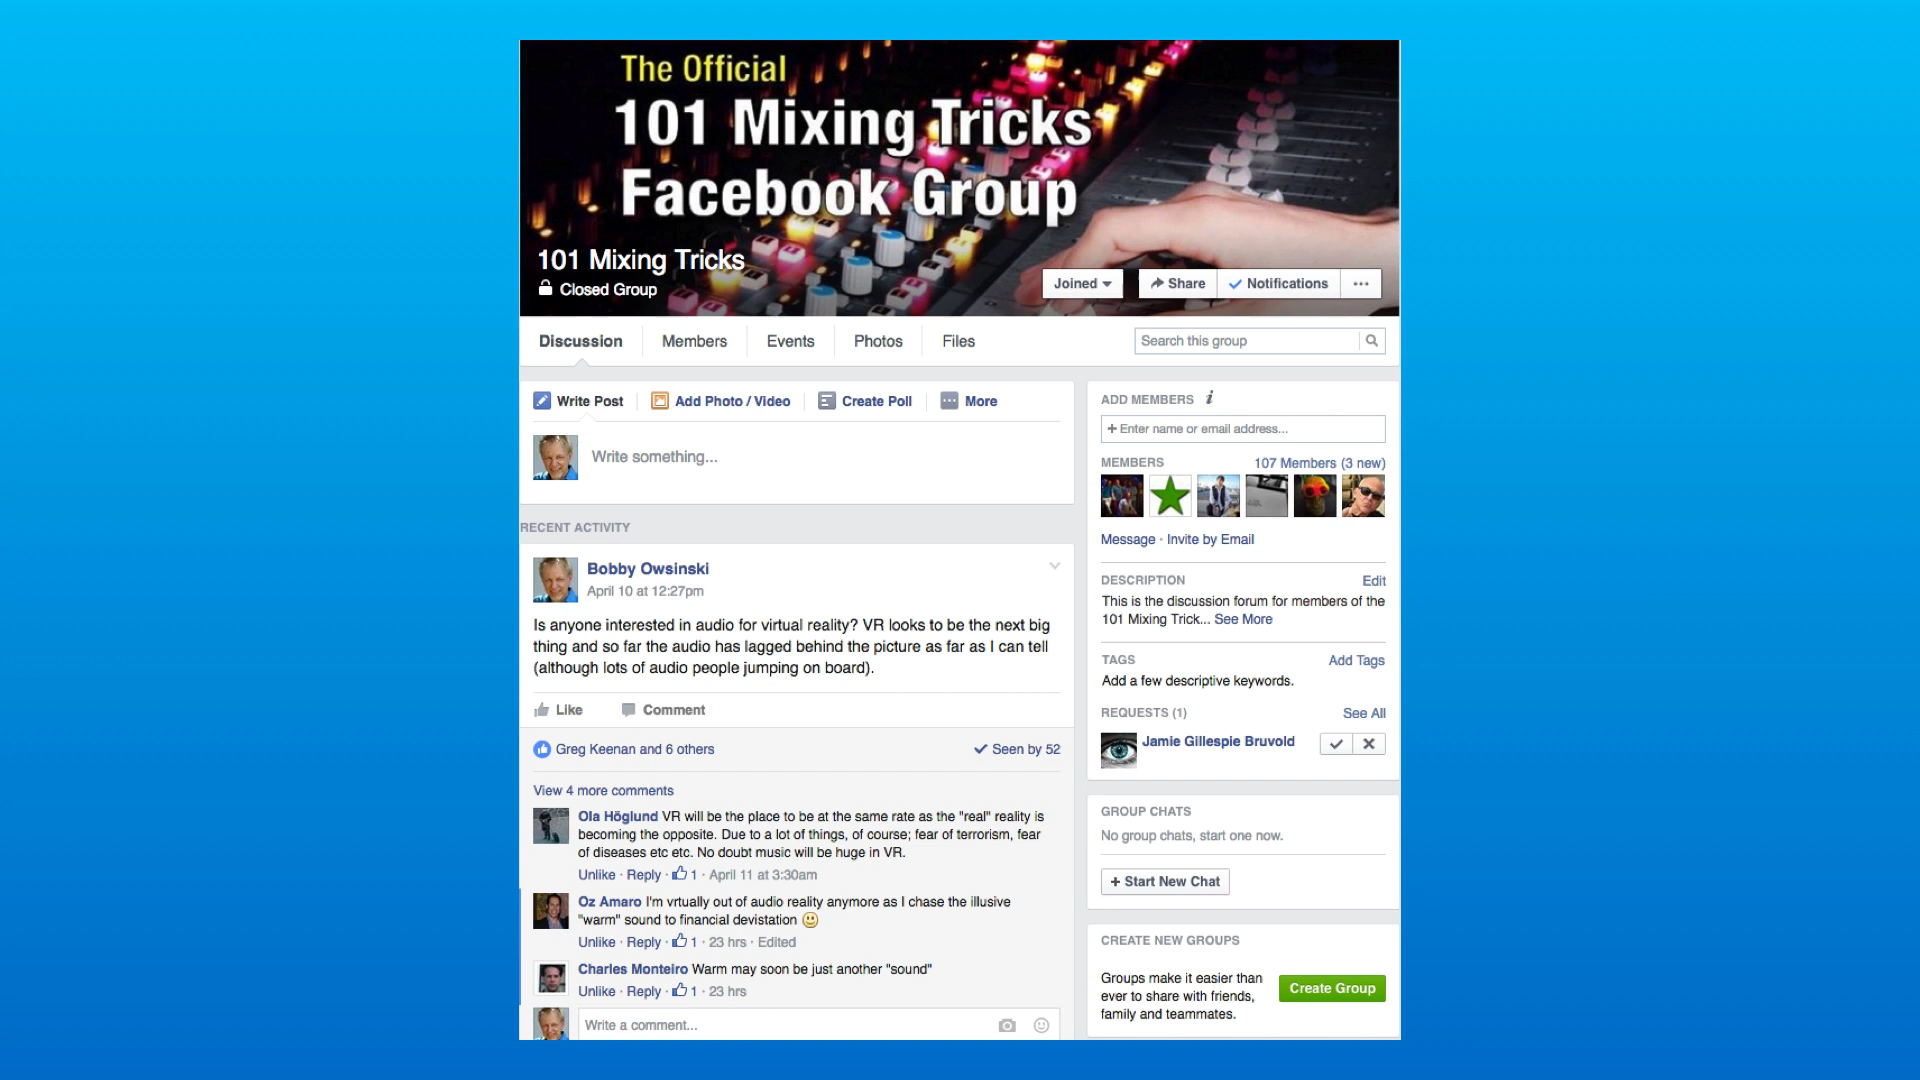 The Official
101 Mixing Tricks
Facebook Group
101 Mixing Tricks
Closed Group
Joined
Share
Notifications
Discussion
Members
Events
Photos
Files
Search this group
Write Post
Add Photo / Video
Create Poll
More
Write something...
RECENT ACTIVITY
Bobby Owsinski
April 10 at 12:27pm
Is anyone interested in audio for virtual reality? VR looks to be the next big
thing and so far the audio has lagged behind the picture as far as I can tell
(although lots of audio people jumping on board).
Like
Comment
Greg Keenan and 6 others
Seen by 52
View 4 more comments
Ola Höglund VR will be the place to be at the same rate as the "real" reality is
becoming the opposite. Due to a lot of things, of course; fear of terrorism, fear
of diseases etc etc. No doubt music will be huge in VR.
Unlike · Reply · 1 · April 11 at 3:30am
Oz Amaro I'm vrtually out of audio reality anymore as I chase the illusive
"warm" sound to financial devistation
Unlike · Reply · 1 · 23 hrs · Edited
Charles Monteiro Warm may soon be just another "sound"
Unlike · Reply · 1 · 23 hrs
Write a comment...
ADD MEMBERS i
+ Enter name or email address...
MEMBERS
107 Members (3 new)
Message · Invite by Email
DESCRIPTION
Edit
This is the discussion forum for members of the
101 Mixing Trick... See More
TAGS
Add Tags
Add a few descriptive keywords.
REQUESTS (1)
See All
Jamie Gillespie Bruvold
GROUP CHATS
No group chats, start one now.
+ Start New Chat
CREATE NEW GROUPS
Groups make it easier than
ever to share with friends,
family and teammates.
Create Group